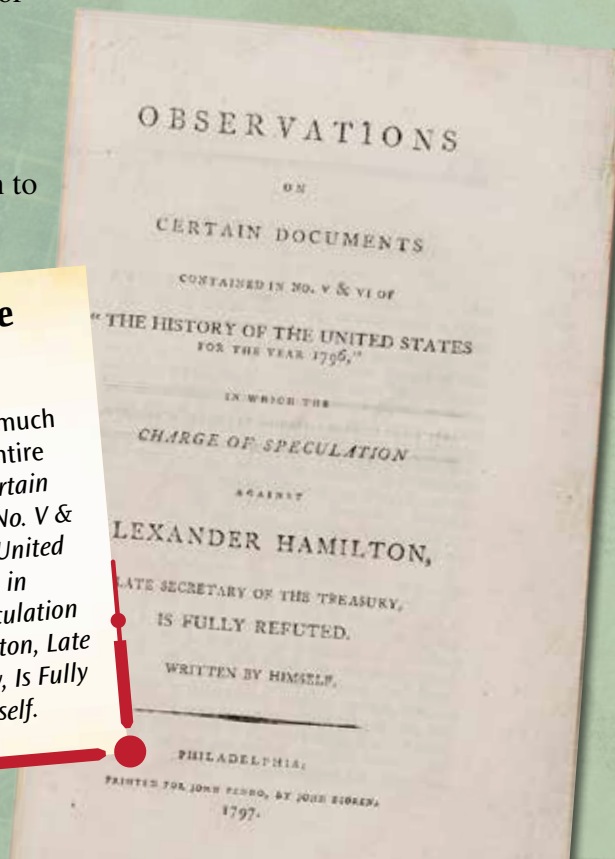 or
to
e
much
ntire
rtain
No. V &
United
in
culation
ton, Late
, Is Fully
self.
OBSERVATIONS
ON
CERTAIN DOCUMENTS
CONTAINED IN NO. V & VI OF
"THE HISTORY OF THE UNITED STATES
FOR THE YEAR 1796,"
IN WHICH THE
CHARGE OF SPECULATION
AGAINST
LEXANDER HAMILTON,
LATE SECRETARY OF THE TREASURY,
IS FULLY REFUTED.
WRITTEN BY HIMSELF.
PHILADELPHIA:
PRINTED FOR JOHN FENNO, BY JOHN BIOREN.
1797.